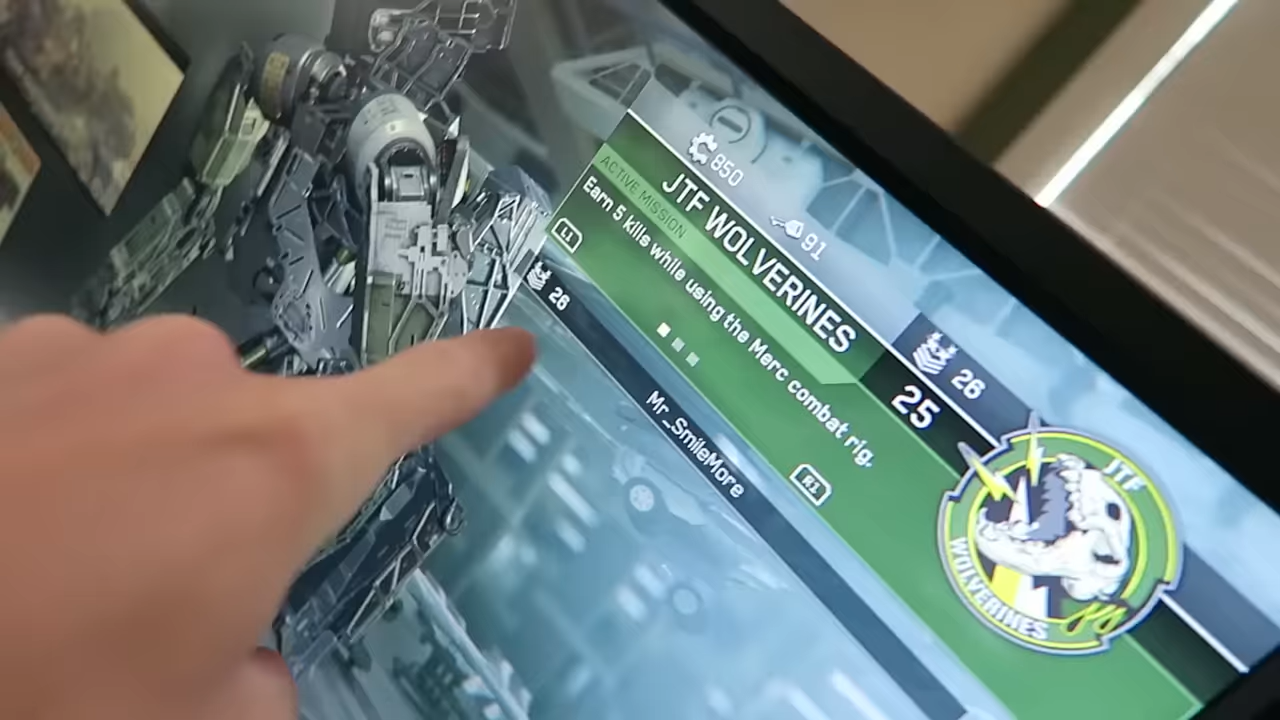 850
91
JTF WOLVERINES
26
ACTIVE MISSION
25
Earn 5 kills while using the Merc combat rig.
L1
R1
26
Mr_SmileMore
JTF
WOLVERINES